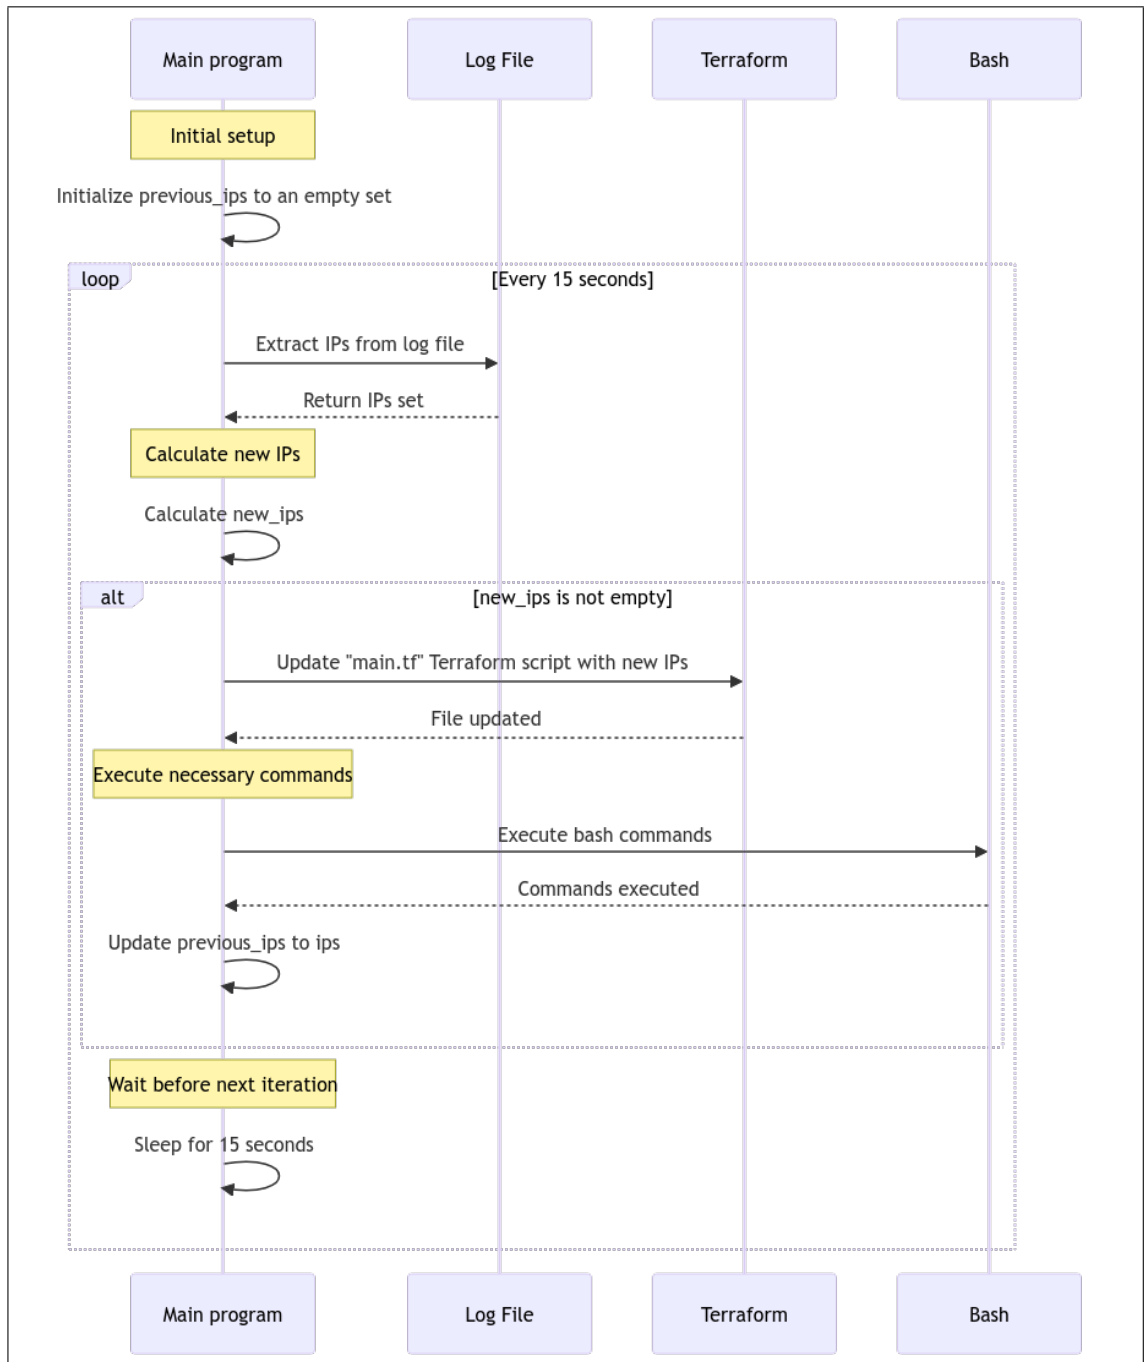 Main program
Log File
Terraform
Bash
Initial setup
Initialize previous_ips to an empty set
loop
[Every 15 seconds]
Extract IPs from log file
Return IPs set
Calculate new IPs
Calculate new_ips
alt
[new_ips is not empty]
Update "main.tf" Terraform script with new IPs
File updated
Execute necessary commands
Execute bash commands
Commands executed
Update previous_ips to ips
Wait before next iteration
Sleep for 15 seconds
Main program
Log File
Terraform
Bash